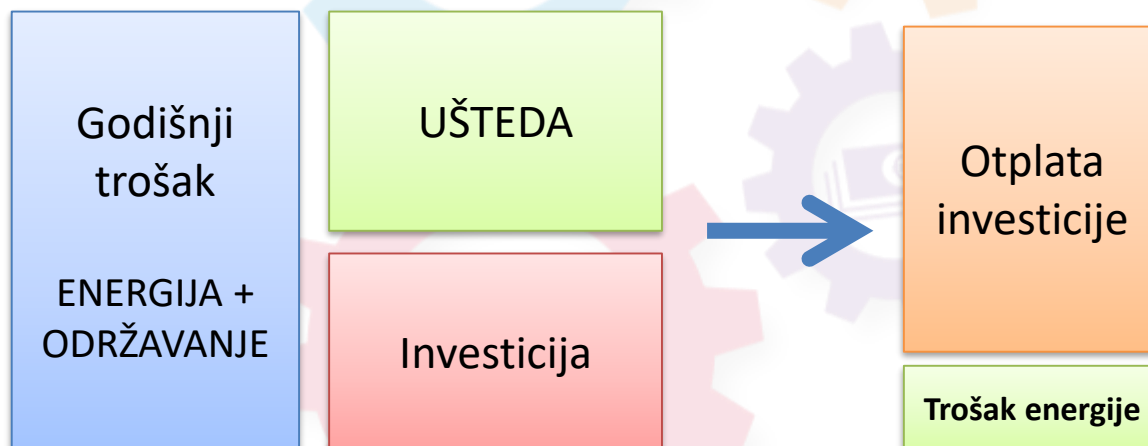 Godišnji
trošak
ENERGIJA +
ODRŽAVANJE
UŠTEDA
Investicija
Otplata
investicije
Trošak energije